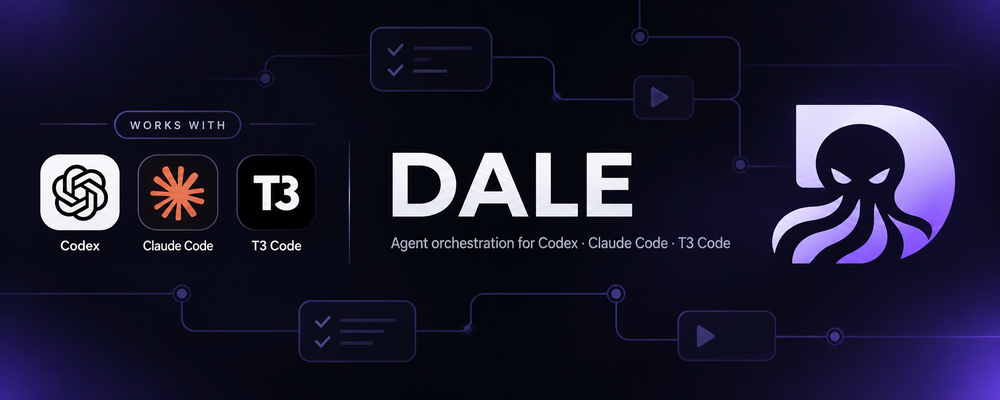 WORKS WITH
T3
Codex
Claude Code
T3 Code
DALE
Agent orchestration for Codex · Claude Code · T3 Code